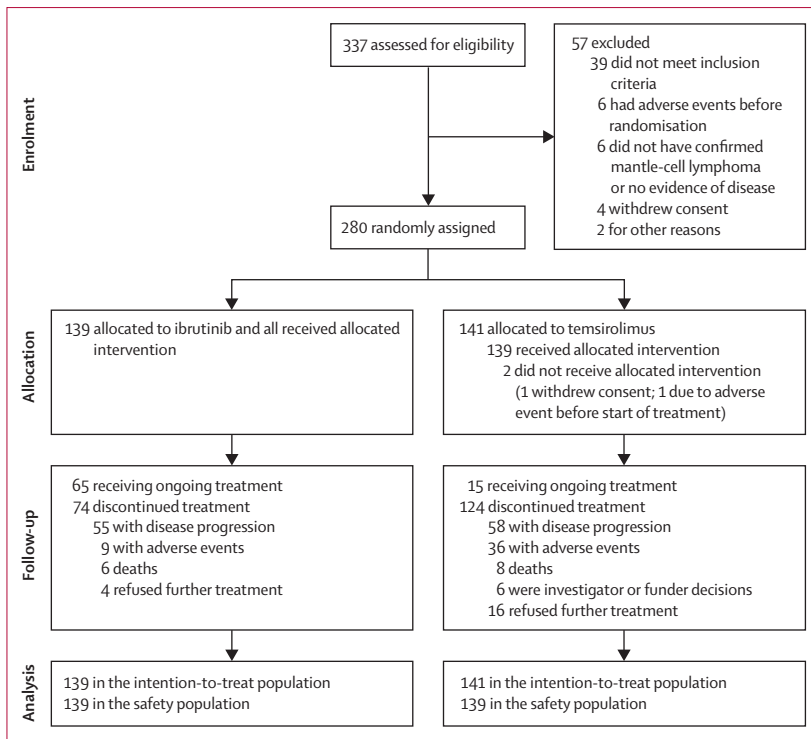 Enrolment
337 assessed for eligibility
57 excluded
39 did not meet inclusion
criteria
6 had adverse events before
randomisation
6 did not have confirmed
mantle-cell lymphoma
or no evidence of disease
4 withdrew consent
2 for other reasons
280 randomly assigned
Allocation
139 allocated to ibrutinib and all received allocated
intervention
141 allocated to temsirolimus
139 received allocated intervention
2 did not receive allocated intervention
(1 withdrew consent; 1 due to adverse
event before start of treatment)
Follow-up
65 receiving ongoing treatment
74 discontinued treatment
55 with disease progression
9 with adverse events
6 deaths
4 refused further treatment
15 receiving ongoing treatment
124 discontinued treatment
58 with disease progression
36 with adverse events
8 deaths
6 were investigator or funder decisions
16 refused further treatment
Analysis
139 in the intention-to-treat population
139 in the safety population
141 in the intention-to-treat population
139 in the safety population